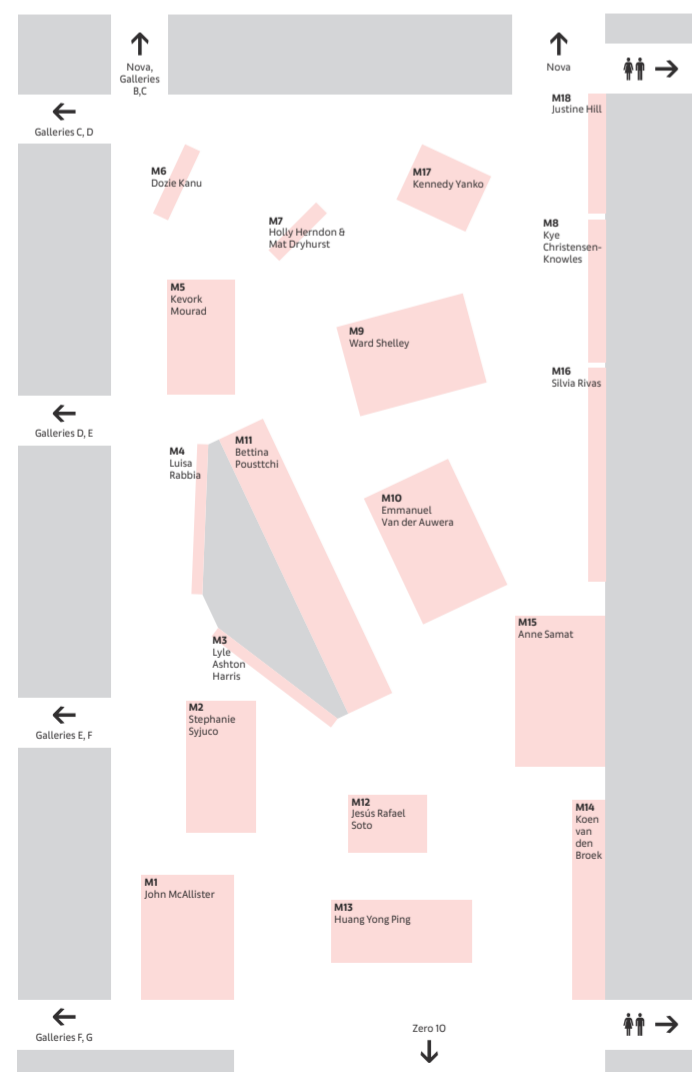 Nova,
Galleries
B,C
Nova
Galleries C, D
M18
Justine Hill
M6
Dozie Kanu
M17
Kennedy Yanko
M7
Holly Herndon &
Mat Dryhurst
M8
Kye
Christensen-
Knowles
M5
Kevork
Mourad
M9
Ward Shelley
M16
Silvia Rivas
Galleries D, E
M4
Luisa
Rabbia
M11
Bettina
Pousttchi
M10
Emmanuel
Van der Auwera
M15
Anne Samat
M3
Lyle
Ashton
Harris
M2
Stephanie
Syjuco
Galleries E, F
M12
Jesús Rafael
Soto
M14
Koen
van
den
Broek
M1
John McAllister
M13
Huang Yong Ping
Galleries F, G
Zero 10